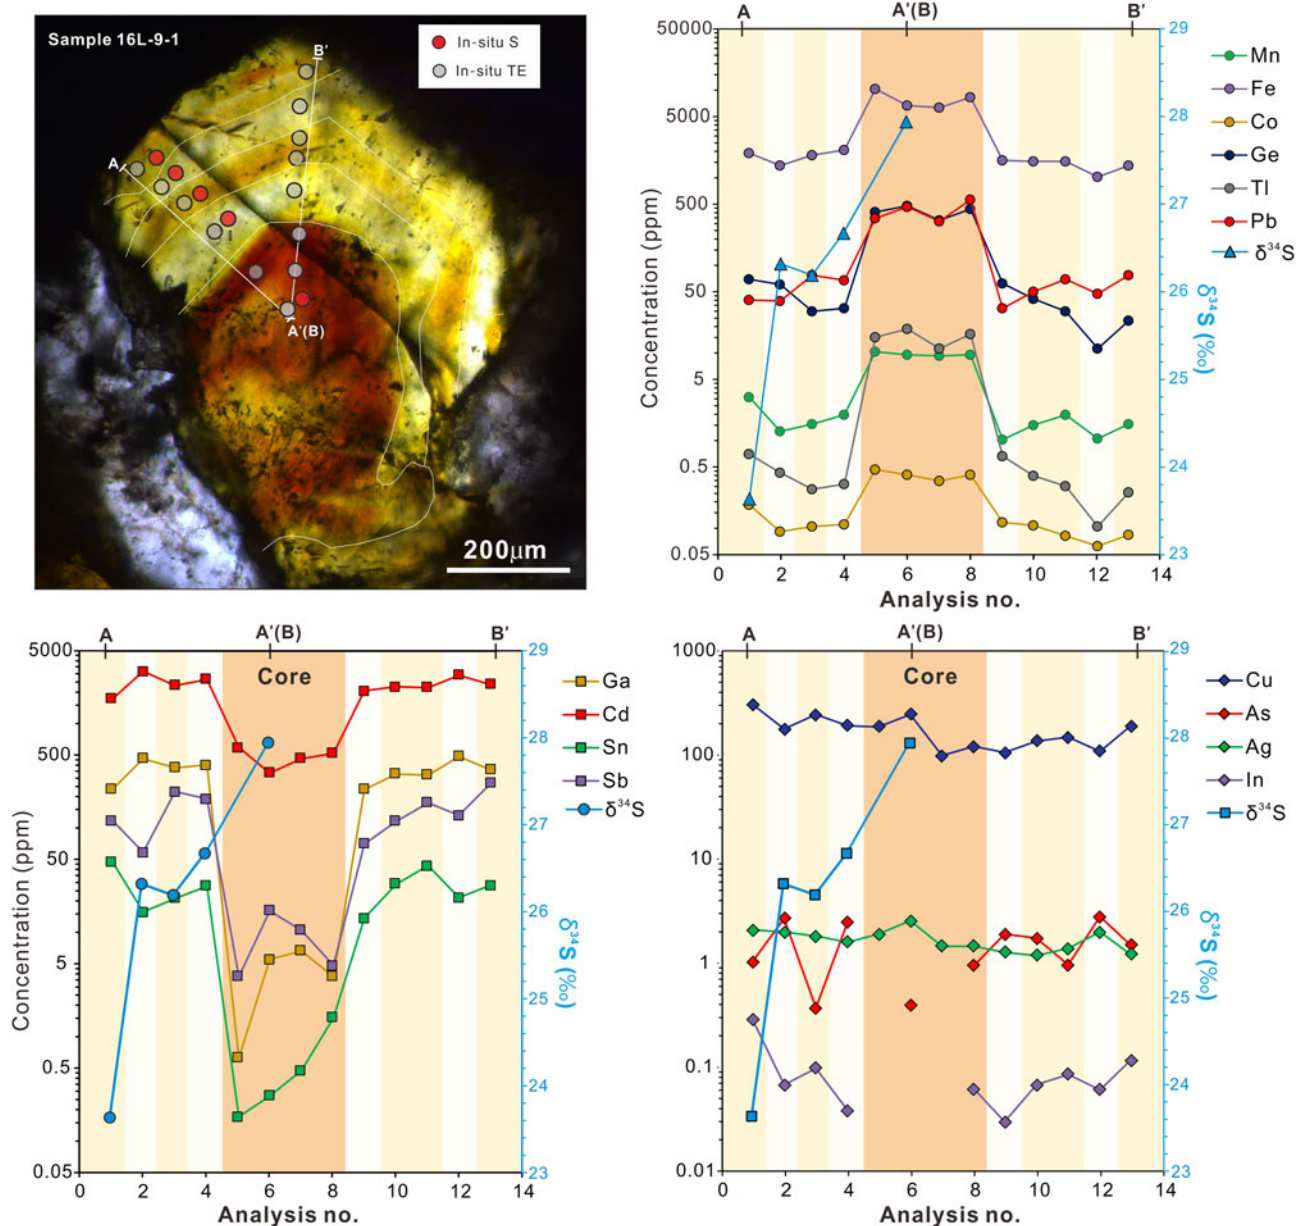 Sample 16L-9-1
In-situ S
In-situ TE
B'
A
A'(B)
200μm
A A'(B) B'
50000
5000
500
50
5
0.5
0.05
Concentration (ppm)
29
28
27
26
25
24
23
δ³⁴S (‰)
0 2 4 6 8 10 12 14
Analysis no.
Mn
Fe
Co
Ge
Tl
Pb
δ³⁴S
A A'(B) B'
Core
5000
500
50
5
0.5
0.05
Concentration (ppm)
29
28
27
26
25
24
23
δ³⁴S (‰)
0 2 4 6 8 10 12 14
Analysis no.
Ga
Cd
Sn
Sb
δ³⁴S
A A'(B) B'
Core
1000
100
10
1
0.1
0.01
29
28
27
26
25
24
23
δ³⁴S (‰)
0 2 4 6 8 10 12 14
Analysis no.
Cu
As
Ag
In
δ³⁴S